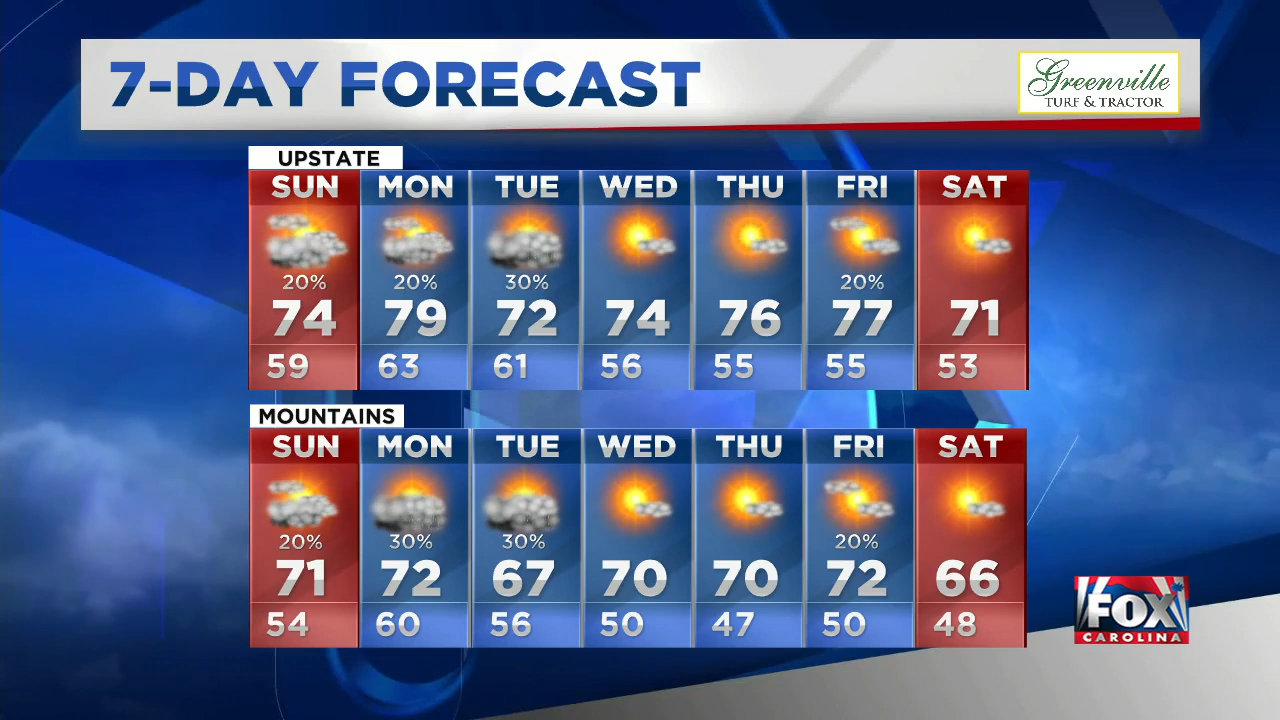 7-DAY FORECAST
Greenville
TURF & TRACTOR
UPSTATE
SUN MON TUE WED THU FRI SAT
20% 20% 30% 20%
74 79 72 74 76 77 71
59 63 61 56 55 55 53
MOUNTAINS
SUN MON TUE WED THU FRI SAT
20% 30% 30% 20%
71 72 67 70 70 72 66
54 60 56 50 47 50 48
FOX
CAROLINA